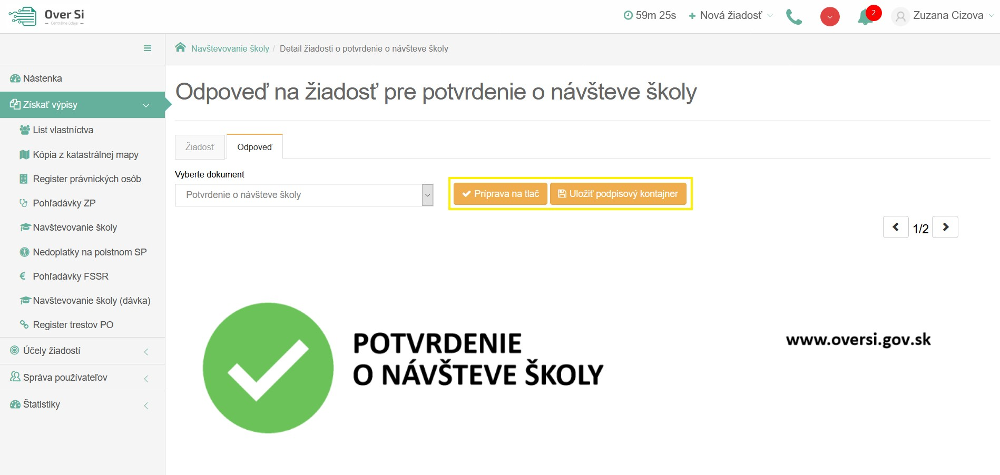 Over Si
Centrálne údaje
59m 25s
Nová žiadosť
2
Zuzana Cizova
Navštevovanie školy / Detail žiadosti o potvrdenie o návšteve školy
Nástenka
Získať výpisy
List vlastníctva
Kópia z katastrálnej mapy
Register právnických osôb
Pohľadávky ZP
Navštevovanie školy
Nedoplatky na poistnom SP
Pohľadávky FSSR
Navštevovanie školy (dávka)
Register trestov PO
Účely žiadostí
Správa používateľov
Štatistiky
Odpoveď na žiadosť pre potvrdenie o návšteve školy
Žiadosť
Odpoveď
Vyberte dokument
Potvrdenie o návšteve školy
Príprava na tlač
Uložiť podpisový kontajner
1/2
POTVRDENIE
O NÁVŠTEVE ŠKOLY
www.oversi.gov.sk